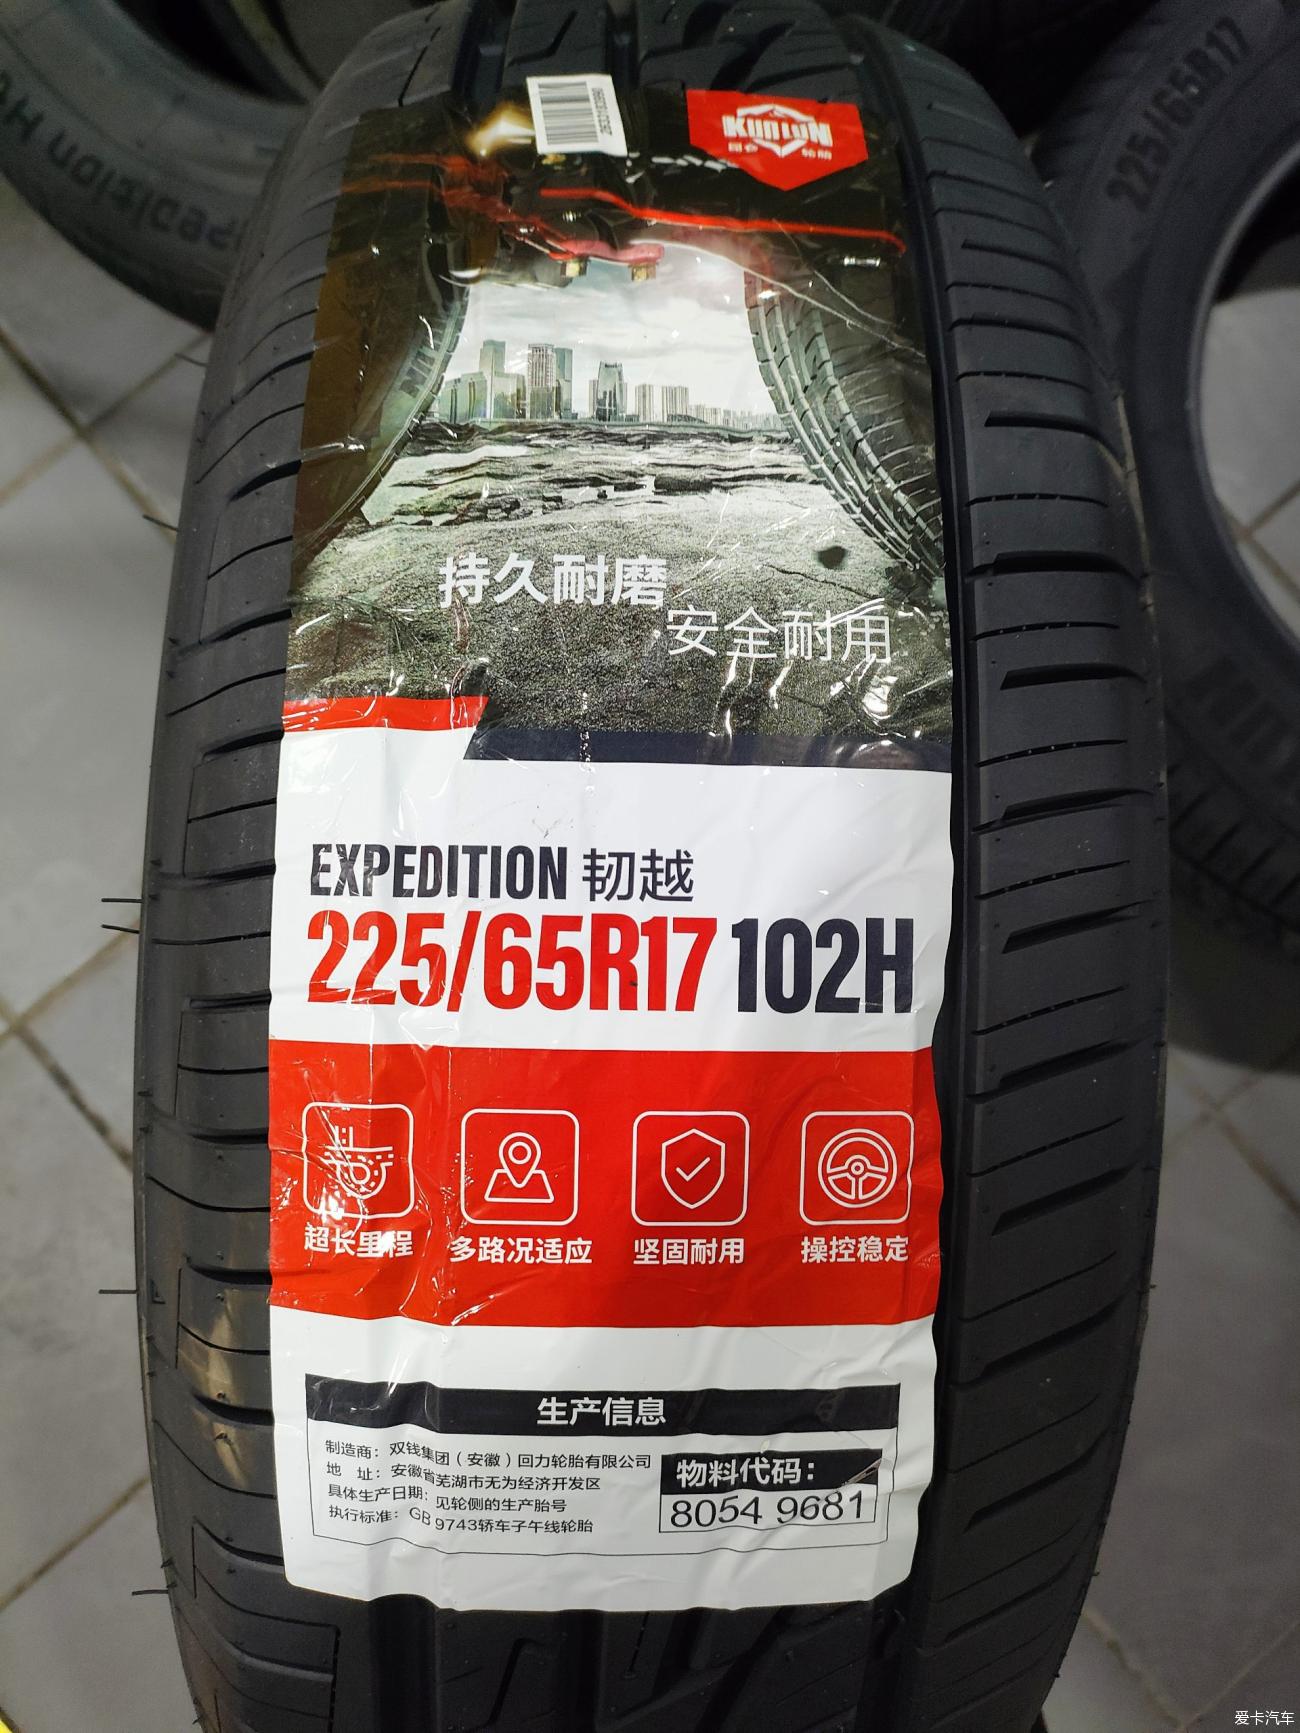 225/65R17
Expedition H
KUNLUN
昆仑 轮胎
持久耐磨
安全耐用
EXPEDITION 韧越
225/65R17 102H
超长里程
多路况适应
坚固耐用
操控稳定
生产信息
制造商：双钱集团（安徽）回力轮胎有限公司
地 址：安徽省芜湖市无为经济开发区
具体生产日期：见轮侧的生产胎号
执行标准：GB 9743轿车子午线轮胎
物料代码：
8054 9681
爱卡汽车